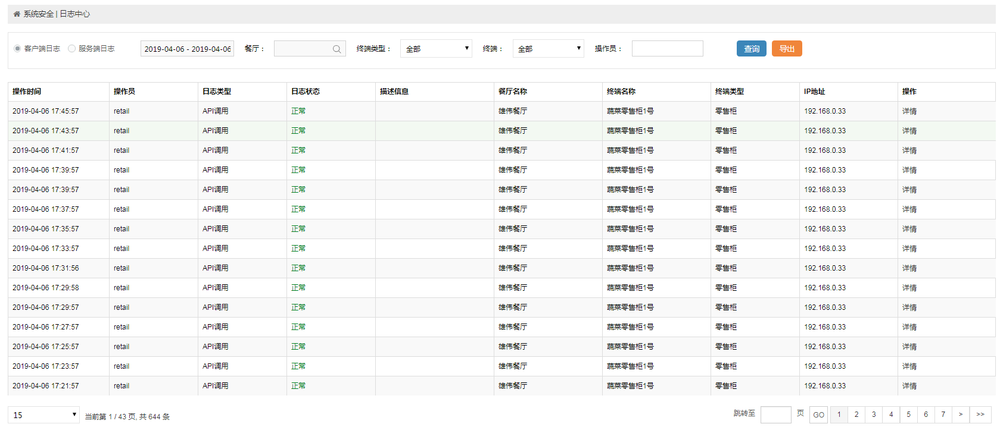 系统安全 | 日志中心
客户端日志 服务端日志 2019-04-06 - 2019-04-06 餐厅： 终端类型： 全部 终端： 全部 操作员： 查询 导出
操作时间 操作员 日志类型 日志状态 描述信息 餐厅名称 终端名称 终端类型 IP地址 操作
2019-04-06 17:45:57 retail API调用 正常 雄伟餐厅 蔬菜零售柜1号 零售柜 192.168.0.33 详情
2019-04-06 17:43:57 retail API调用 正常 雄伟餐厅 蔬菜零售柜1号 零售柜 192.168.0.33 详情
2019-04-06 17:41:57 retail API调用 正常 雄伟餐厅 蔬菜零售柜1号 零售柜 192.168.0.33 详情
2019-04-06 17:39:57 retail API调用 正常 雄伟餐厅 蔬菜零售柜1号 零售柜 192.168.0.33 详情
2019-04-06 17:39:57 retail API调用 正常 雄伟餐厅 蔬菜零售柜1号 零售柜 192.168.0.33 详情
2019-04-06 17:37:57 retail API调用 正常 雄伟餐厅 蔬菜零售柜1号 零售柜 192.168.0.33 详情
2019-04-06 17:35:57 retail API调用 正常 雄伟餐厅 蔬菜零售柜1号 零售柜 192.168.0.33 详情
2019-04-06 17:33:57 retail API调用 正常 雄伟餐厅 蔬菜零售柜1号 零售柜 192.168.0.33 详情
2019-04-06 17:31:56 retail API调用 正常 雄伟餐厅 蔬菜零售柜1号 零售柜 192.168.0.33 详情
2019-04-06 17:29:58 retail API调用 正常 雄伟餐厅 蔬菜零售柜1号 零售柜 192.168.0.33 详情
2019-04-06 17:29:57 retail API调用 正常 雄伟餐厅 蔬菜零售柜1号 零售柜 192.168.0.33 详情
2019-04-06 17:27:57 retail API调用 正常 雄伟餐厅 蔬菜零售柜1号 零售柜 192.168.0.33 详情
2019-04-06 17:25:57 retail API调用 正常 雄伟餐厅 蔬菜零售柜1号 零售柜 192.168.0.33 详情
2019-04-06 17:23:57 retail API调用 正常 雄伟餐厅 蔬菜零售柜1号 零售柜 192.168.0.33 详情
2019-04-06 17:21:57 retail API调用 正常 雄伟餐厅 蔬菜零售柜1号 零售柜 192.168.0.33 详情
15 当前第 1 / 43 页, 共 644 条 跳转至 页 GO 1 2 3 4 5 6 7 > >>